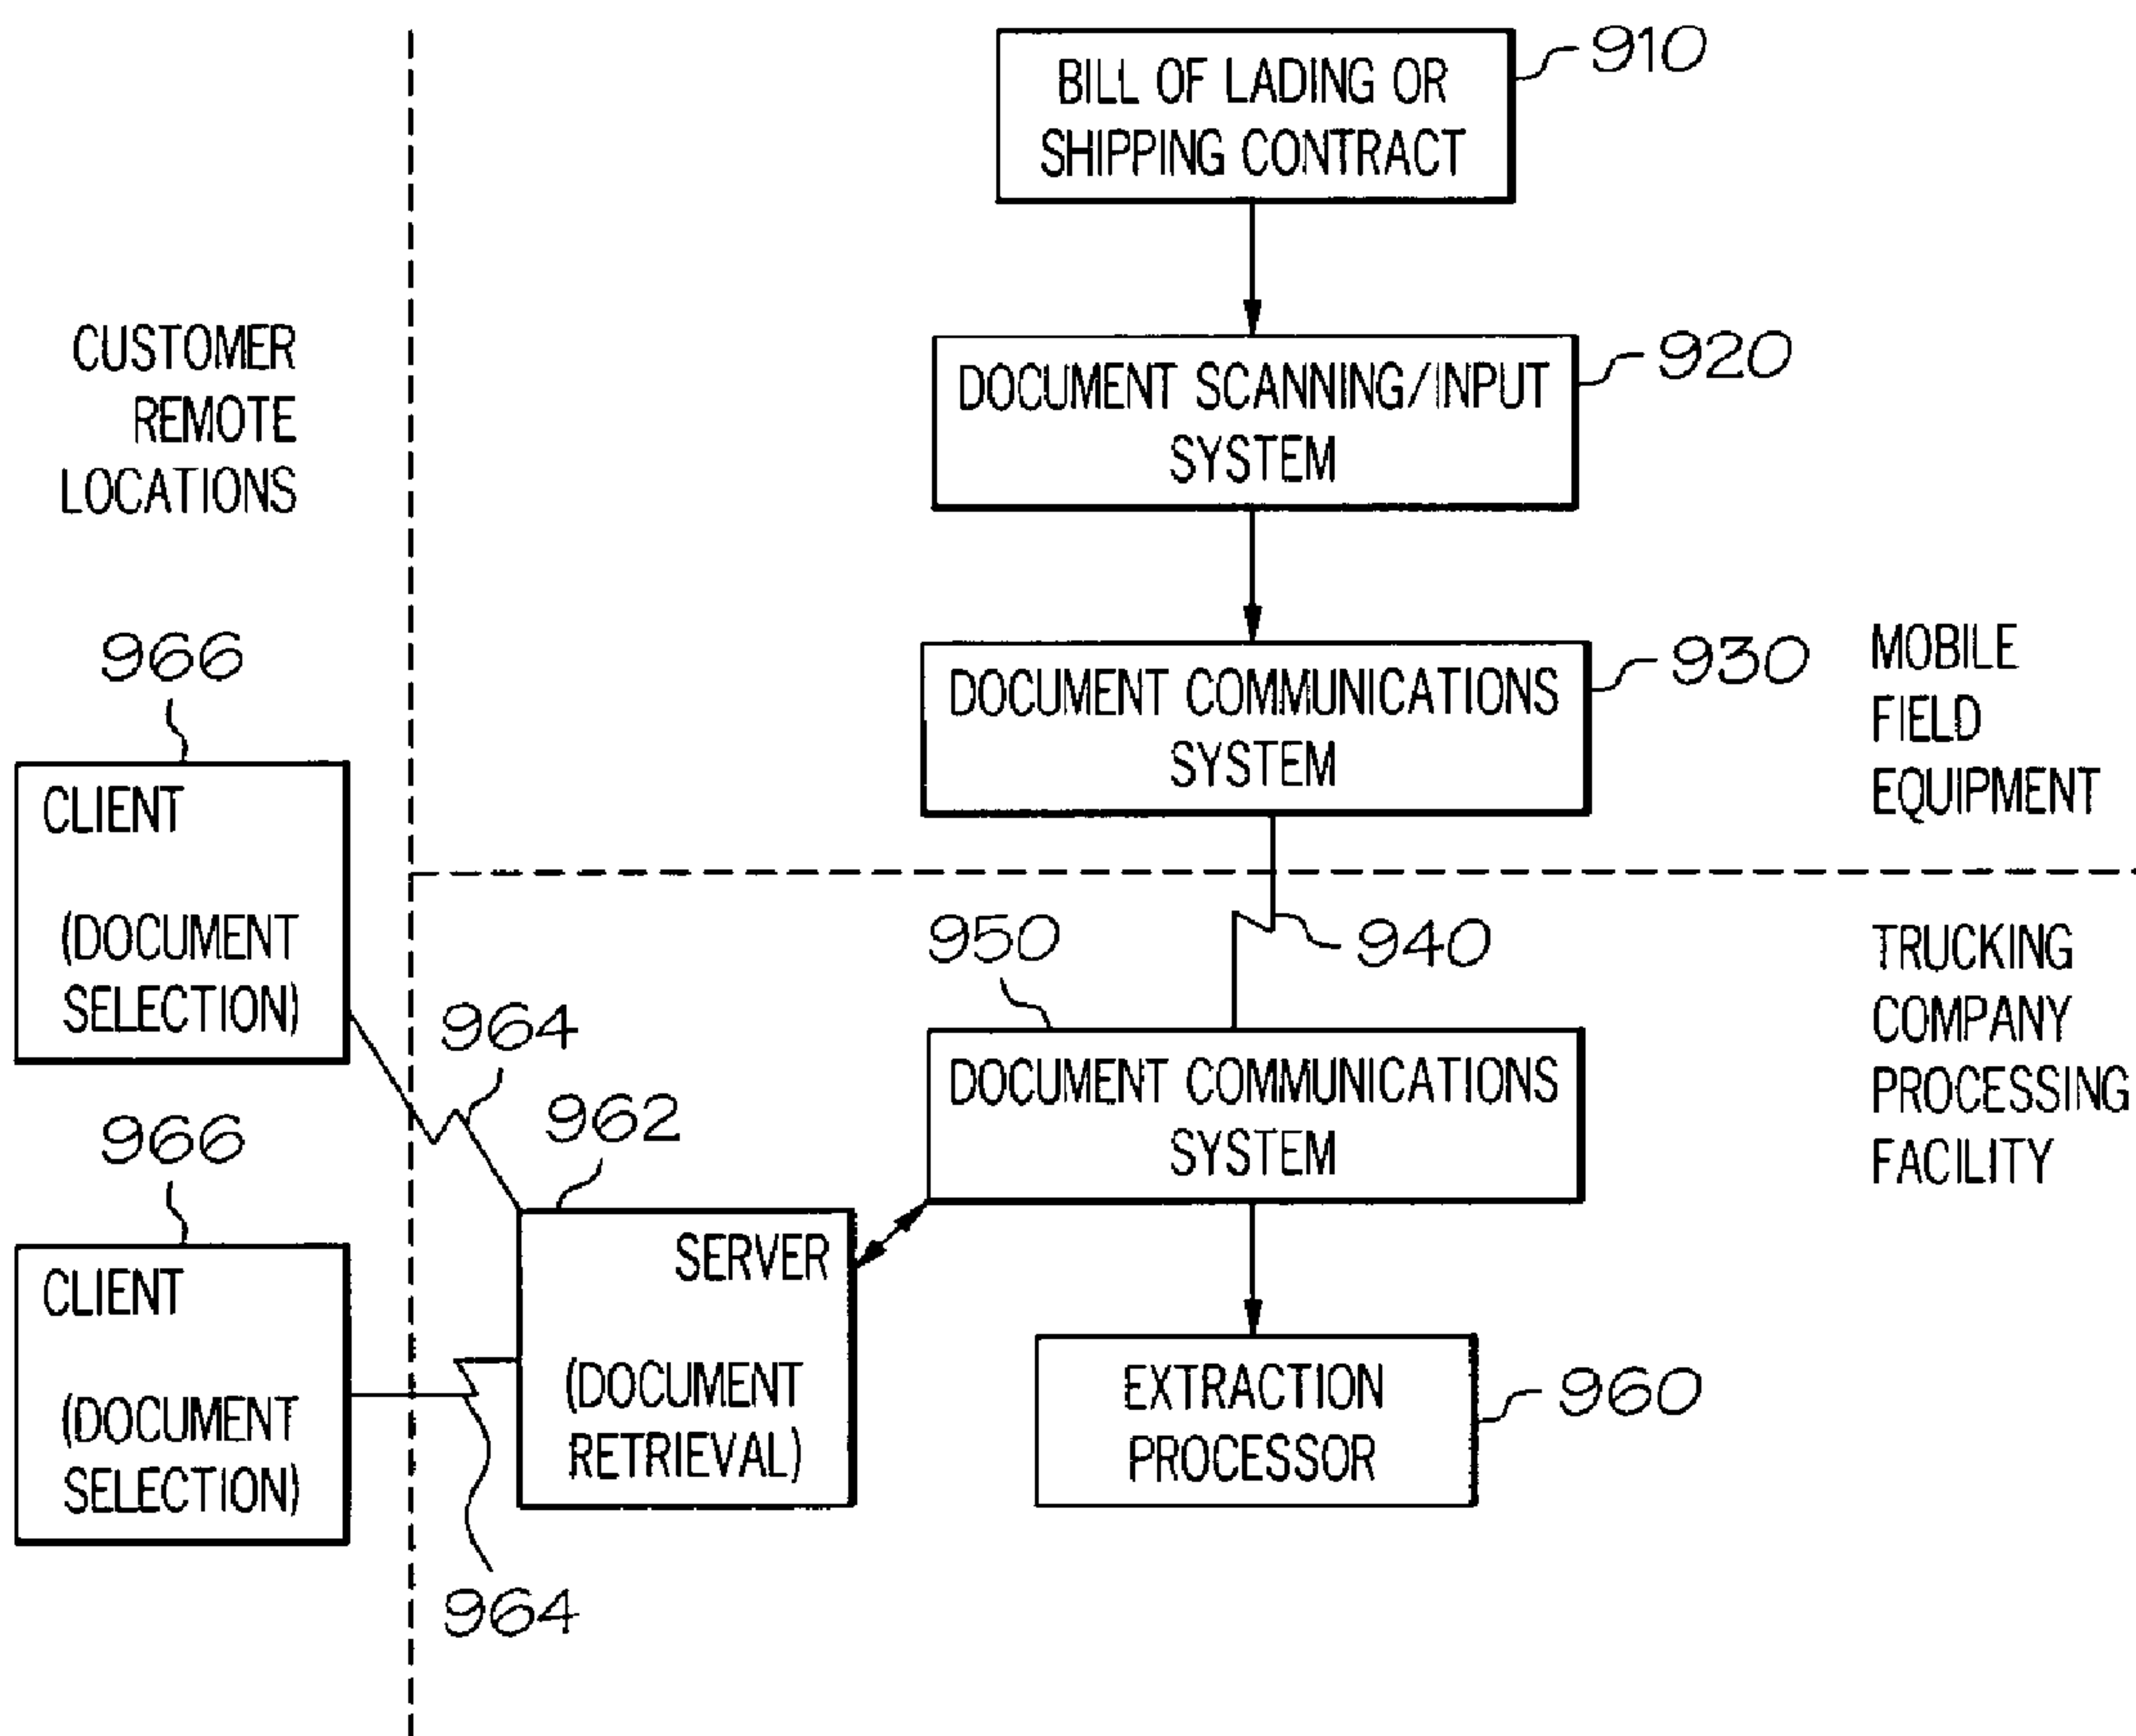 910
BILL OF LADING OR
SHIPPING CONTRACT
CUSTOMER
REMOTE
LOCATIONS
920
DOCUMENT SCANNING/INPUT
SYSTEM
930
DOCUMENT COMMUNICATIONS
SYSTEM
MOBILE
FIELD
EQUIPMENT
966
CLIENT
(DOCUMENT
SELECTION)
940
950
DOCUMENT COMMUNICATIONS
SYSTEM
TRUCKING
COMPANY
PROCESSING
FACILITY
964
962
SERVER
(DOCUMENT
RETRIEVAL)
966
CLIENT
(DOCUMENT
SELECTION)
964
EXTRACTION
PROCESSOR
960